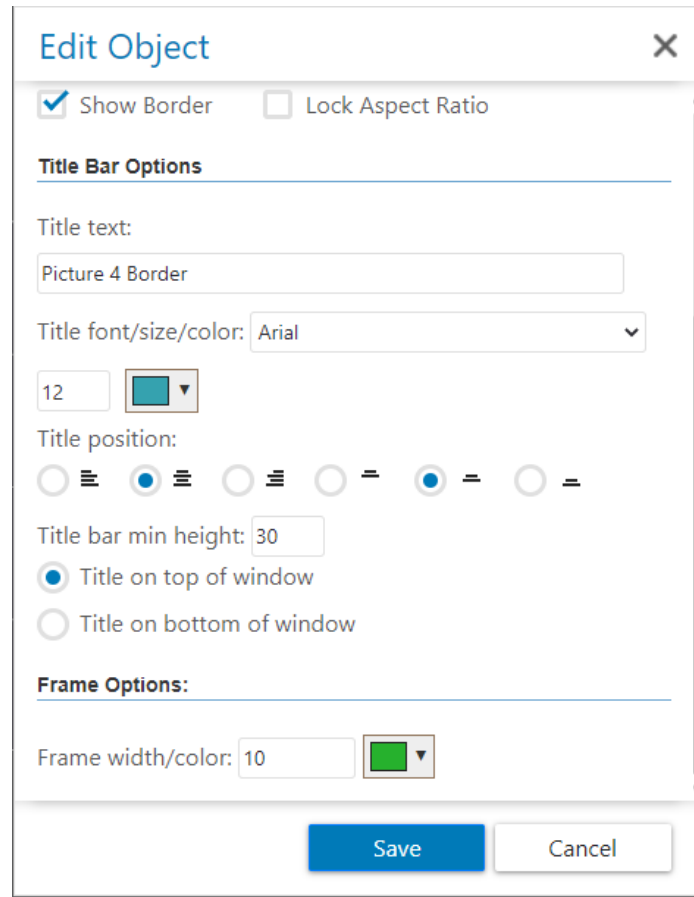 Edit Object
Show Border Lock Aspect Ratio
Title Bar Options
Title text:
Picture 4 Border
Title font/size/color: Arial
12
Title position:
Title bar min height: 30
Title on top of window
Title on bottom of window
Frame Options:
Frame width/color: 10
Save Cancel